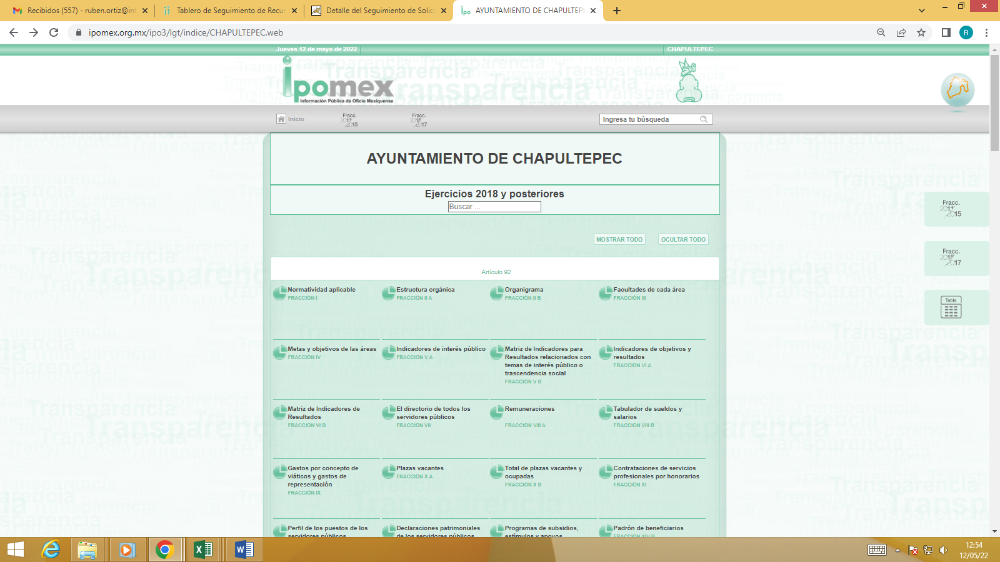 Recibidos (557) - ruben.ortiz@inf
Tablero de Seguimiento de Recur
Detalle del Seguimiento de Solici
ipo AYUNTAMIENTO DE CHAPULTEPE
ipomex.org.mx/ipo3/lgt/indice/CHAPULTEPEC.web
R
Jueves 12 de mayo de 2022
CHAPULTEPEC
ipomex
Información Pública de Oficio Mexiquense
Transparencia
Inicio
Fracc. 2011/2015
Fracc. 2015/2017
Ingresa tu búsqueda
AYUNTAMIENTO DE CHAPULTEPEC
Ejercicios 2018 y posteriores
Buscar ...
Fracc.
2011/2015
MOSTRAR TODO
OCULTAR TODO
Fracc.
2015/2017
Artículo 92
Tabla
Normatividad aplicable
FRACCIÓN I
Estructura orgánica
FRACCIÓN II A
Organigrama
FRACCIÓN II B
Facultades de cada área
FRACCIÓN III
Metas y objetivos de las áreas
FRACCIÓN IV
Indicadores de interés público
FRACCIÓN V A
Matriz de Indicadores para
Resultados relacionados con
temas de interés público o
trascendencia social
FRACCIÓN V B
Indicadores de objetivos y
resultados
FRACCIÓN VI A
Matriz de Indicadores de
Resultados
FRACCIÓN VI B
El directorio de todos los
servidores públicos
FRACCIÓN VII
Remuneraciones
FRACCIÓN VIII A
Tabulador de sueldos y
salarios
FRACCIÓN VIII B
Gastos por concepto de
viáticos y gastos de
representación
FRACCIÓN IX
Plazas vacantes
FRACCIÓN X A
Total de plazas vacantes y
ocupadas
FRACCIÓN X B
Contrataciones de servicios
profesionales por honorarios
FRACCIÓN XI
Perfil de los puestos de los
servidores públicos
Declaraciones patrimoniales
de los servidores públicos
Programas de subsidios,
estímulos y apoyos
Padrón de beneficiarios
FRACCIÓN XIV B
12:54
12/05/22